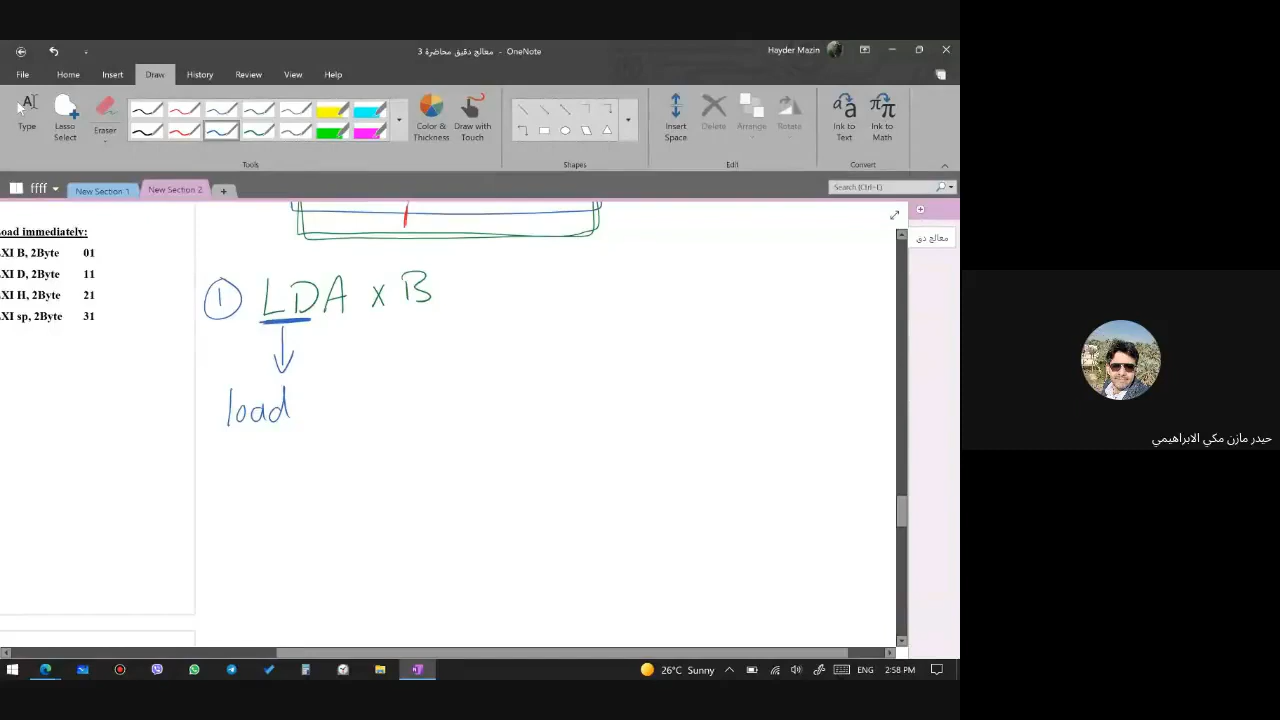 معالج دقيق محاضرة 3 - OneNote
Hayder Mazin
File Home Insert Draw History Review View Help
Type
Lasso Select
Eraser
Color & Thickness
Draw with Touch
Insert Space
Delete
Arrange
Rotate
Ink to Text
Ink to Math
Tools
Shapes
Edit
Convert
ffff
New Section 1
New Section 2
Search (Ctrl+E)
معالج دى
Load immediately:
XI B, 2Byte 01
XI D, 2Byte 11
XI H, 2Byte 21
XI sp, 2Byte 31
1 LDA x B
load
حيدر مازن مكي الابراهيمي
26°C Sunny
ENG
2:58 PM